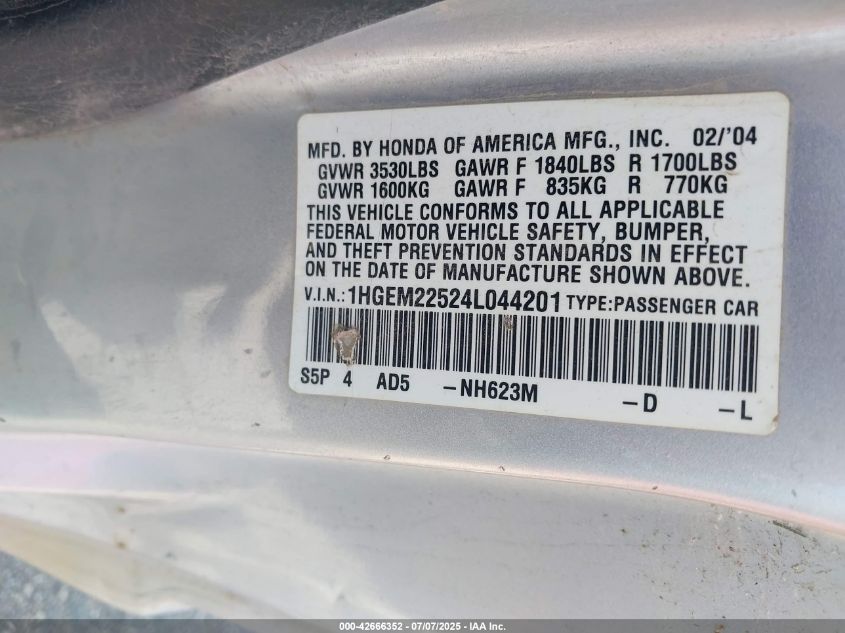 MFD. BY HONDA OF AMERICA MFG., INC. 02/'04
GVWR 3530LBS GAWR F 1840LBS R 1700LBS
GVWR 1600KG GAWR F 835KG R 770KG
THIS VEHICLE CONFORMS TO ALL APPLICABLE
FEDERAL MOTOR VEHICLE SAFETY, BUMPER,
AND THEFT PREVENTION STANDARDS IN EFFECT
ON THE DATE OF MANUFACTURE SHOWN ABOVE.
V.I.N.: 1HGEM22524L044201 TYPE:PASSENGER CAR
S5P 4 AD5 –NH623M –D –L
000-42666352 - 07/07/2025 - IAA Inc.